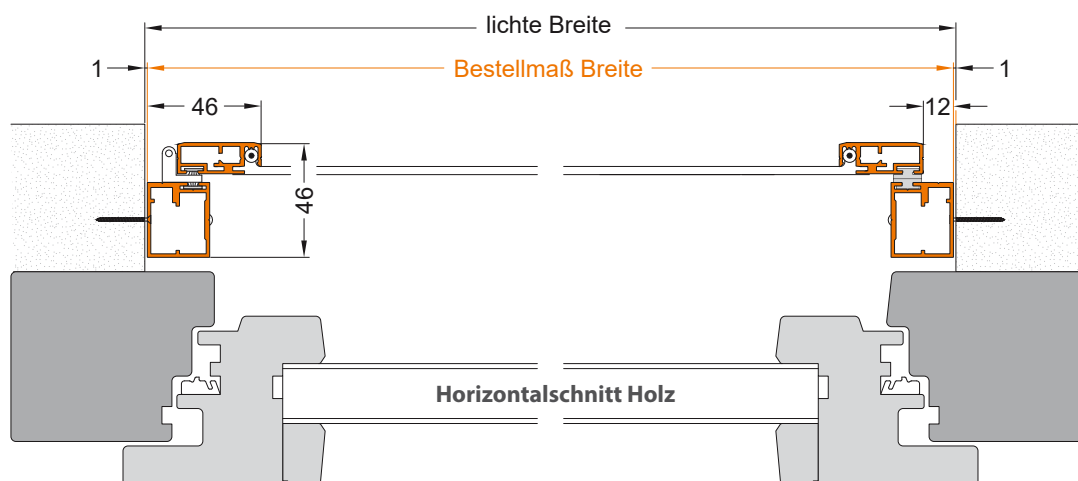 lichte Breite
1 Bestellmaß Breite 1
46 12
46
Horizontalschnitt Holz